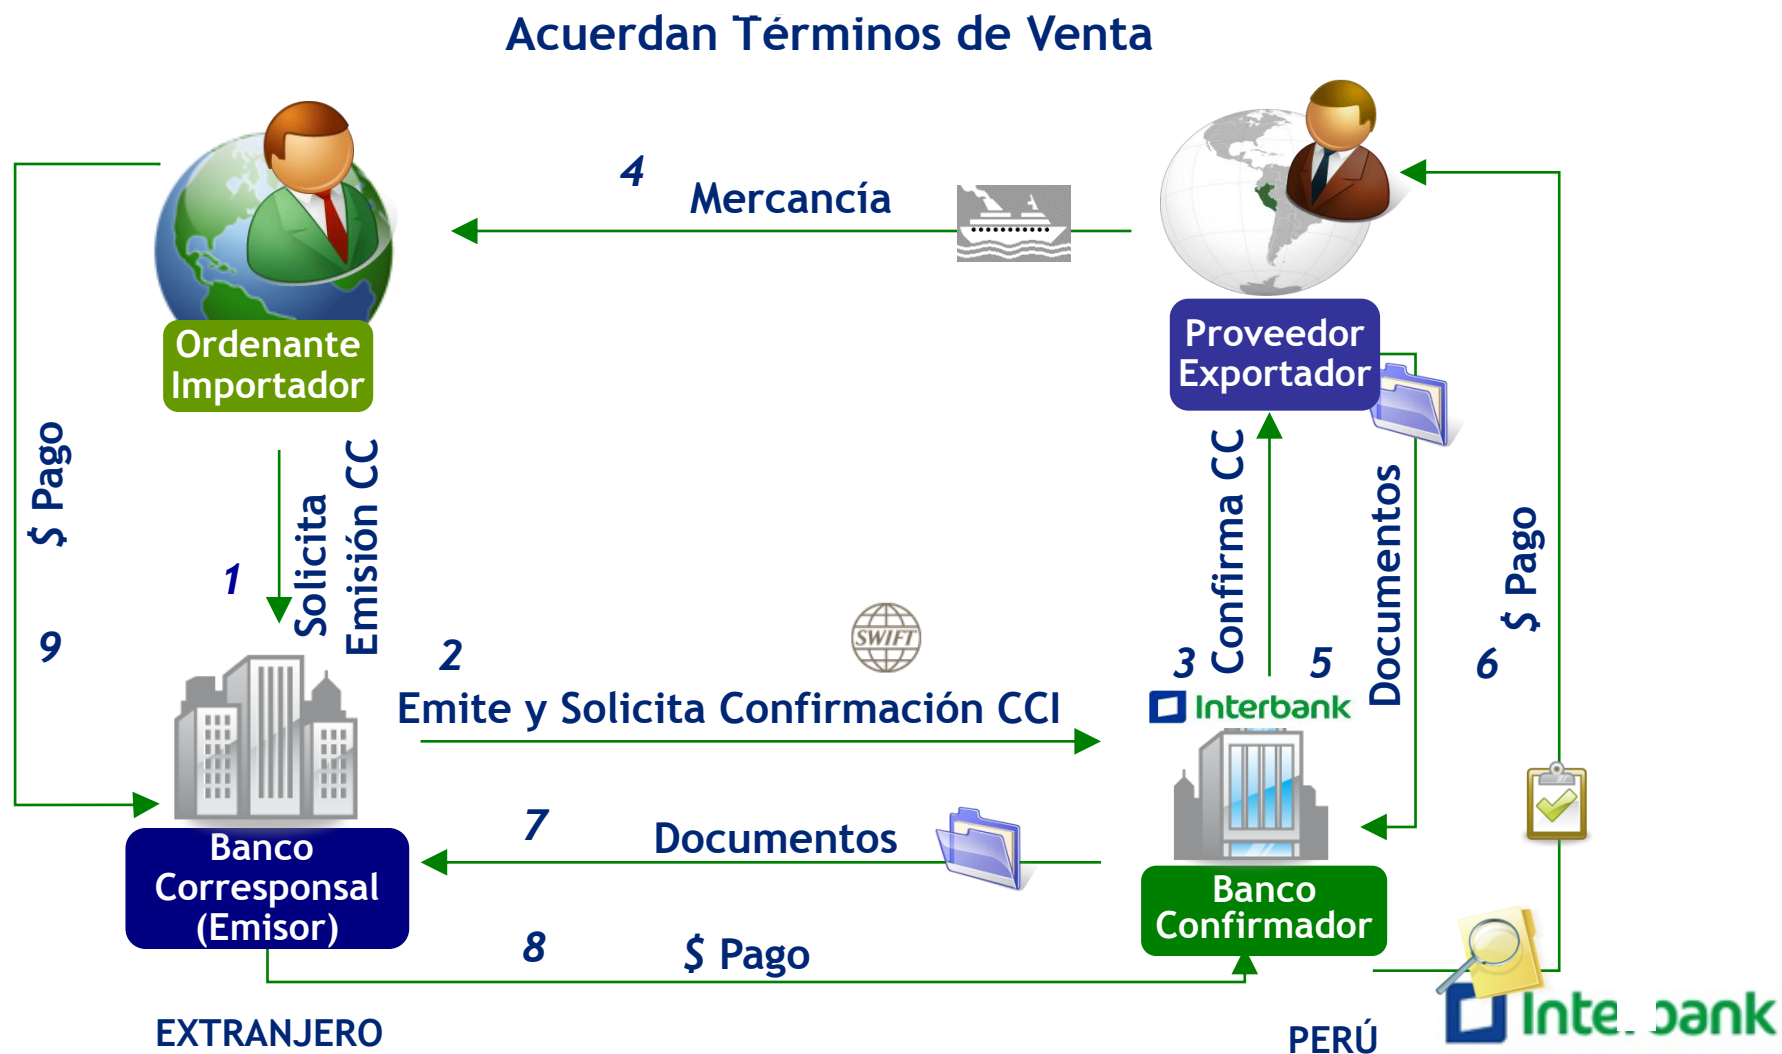 Acuerdan Términos de Venta
4
Mercancía
Ordenante
Importador
Proveedor
Exportador
$ Pago
9
1
Solicita
Emisión CC
2
SWIFT
Emite y Solicita Confirmación CCI
3
Confirma CC
5
Documentos
6
$ Pago
Interbank
7
Documentos
Banco
Corresponsal
(Emisor)
Banco
Confirmador
8
$ Pago
EXTRANJERO
PERÚ
Interbank